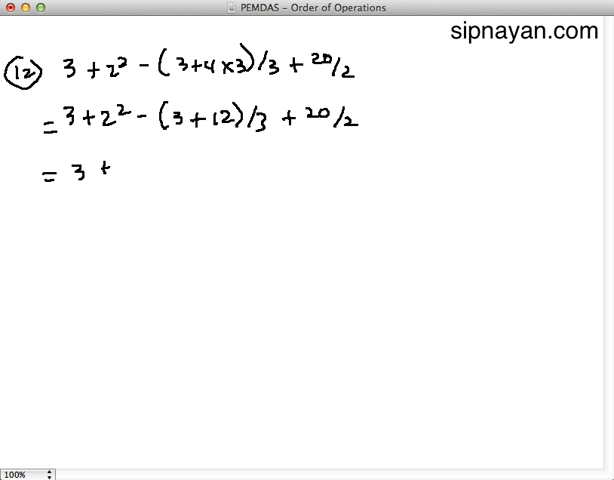 PEMDAS - Order of Operations
sipnayan.com
(12) 3 + 2² - (3+4×3)/3 + 20/2
= 3 + 2² - (3 + 12)/3 + 20/2
= 3 +
100%